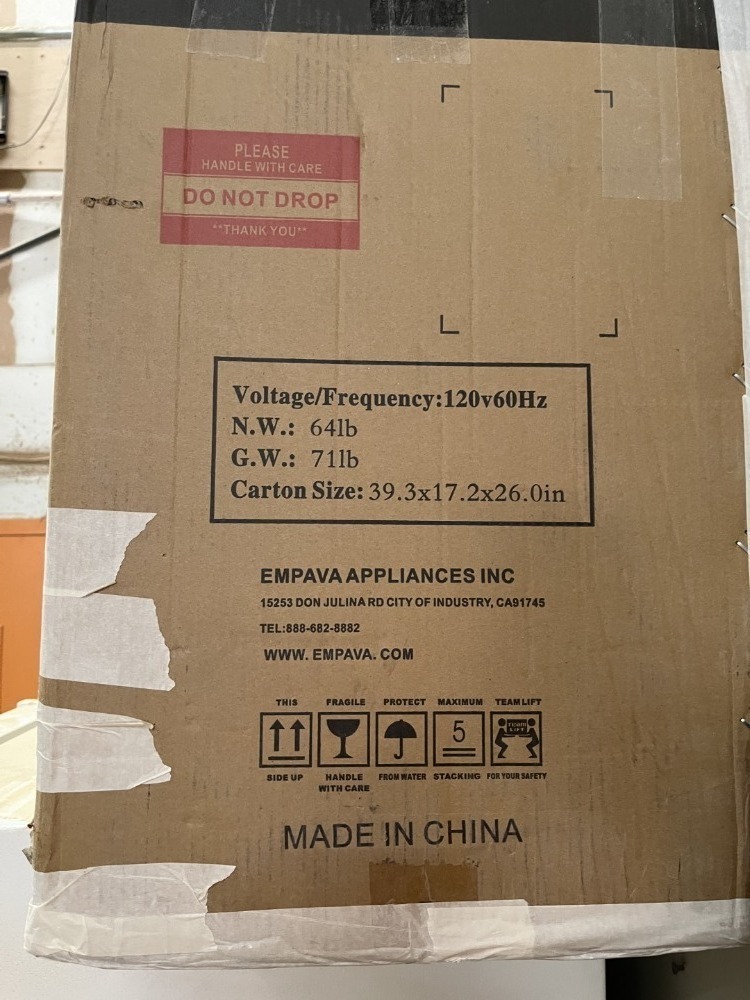 PLEASE
HANDLE WITH CARE
DO NOT DROP
**THANK YOU**
Voltage/Frequency:120v60Hz
N.W.: 64lb
G.W.: 71lb
Carton Size: 39.3x17.2x26.0in
EMPAVA APPLIANCES INC
15253 DON JULINA RD CITY OF INDUSTRY, CA91745
TEL:888-682-8882
WWW. EMPAVA. COM
THIS FRAGILE PROTECT MAXIMUM TEAM LIFT
5 TEAM LIFT
SIDE UP HANDLE WITH CARE FROM WATER STACKING FOR YOUR SAFETY
MADE IN CHINA